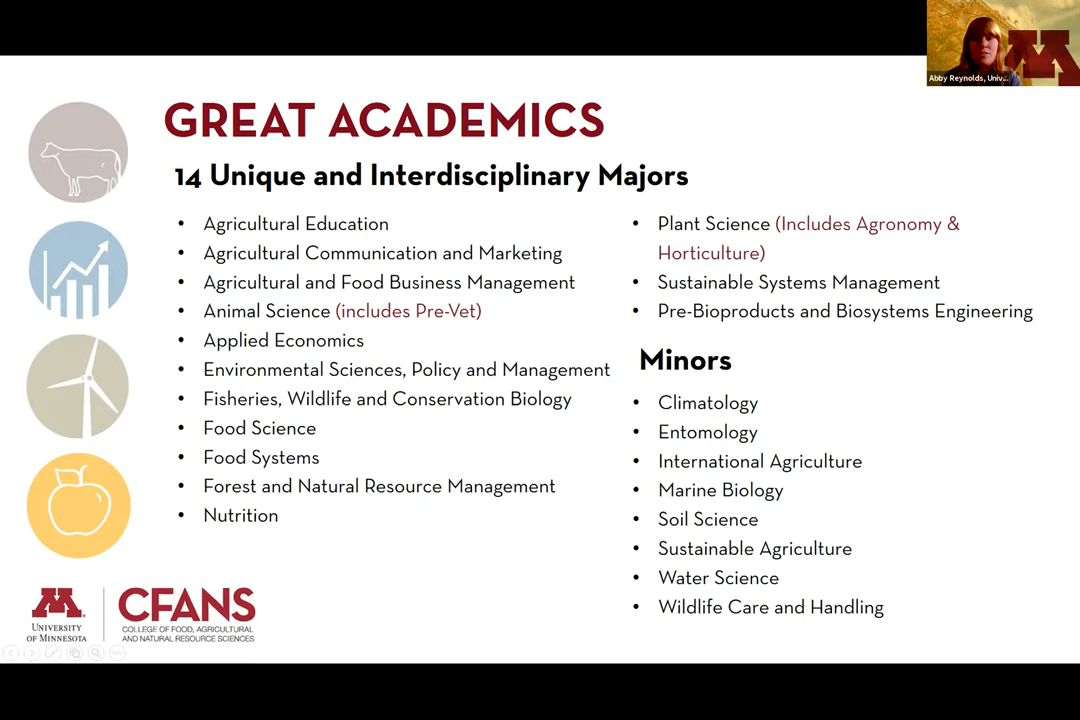 Abby Reynolds, Univ...
GREAT ACADEMICS
14 Unique and Interdisciplinary Majors
• Agricultural Education
• Agricultural Communication and Marketing
• Agricultural and Food Business Management
• Animal Science (includes Pre-Vet)
• Applied Economics
• Environmental Sciences, Policy and Management
• Fisheries, Wildlife and Conservation Biology
• Food Science
• Food Systems
• Forest and Natural Resource Management
• Nutrition
• Plant Science (Includes Agronomy &
Horticulture)
• Sustainable Systems Management
• Pre-Bioproducts and Biosystems Engineering
Minors
• Climatology
• Entomology
• International Agriculture
• Marine Biology
• Soil Science
• Sustainable Agriculture
• Water Science
• Wildlife Care and Handling
M
UNIVERSITY
OF MINNESOTA
CFANS
COLLEGE OF FOOD, AGRICULTURAL
AND NATURAL RESOURCE SCIENCES
M